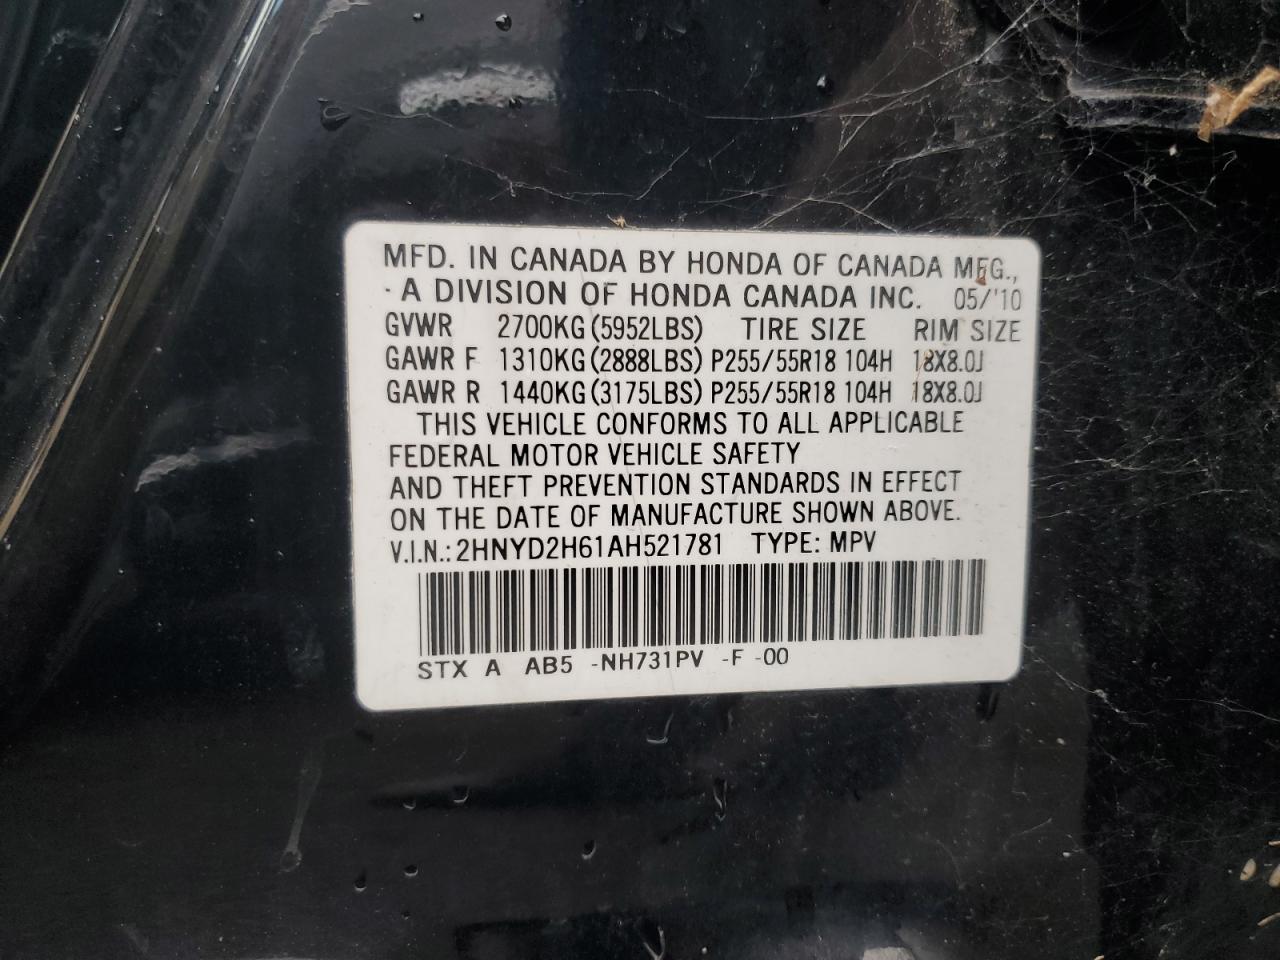 MFD. IN CANADA BY HONDA OF CANADA MFG.,
A DIVISION OF HONDA CANADA INC. 05/'10
GVWR 2700KG(5952LBS) TIRE SIZE RIM SIZE
GAWR F 1310KG(2888LBS) P255/55R18 104H 18X8.0J
GAWR R 1440KG(3175LBS) P255/55R18 104H 18X8.0J
THIS VEHICLE CONFORMS TO ALL APPLICABLE
FEDERAL MOTOR VEHICLE SAFETY
AND THEFT PREVENTION STANDARDS IN EFFECT
ON THE DATE OF MANUFACTURE SHOWN ABOVE.
V.I.N.: 2HNYD2H61AH521781 TYPE: MPV
STX A AB5 -NH731PV -F -00